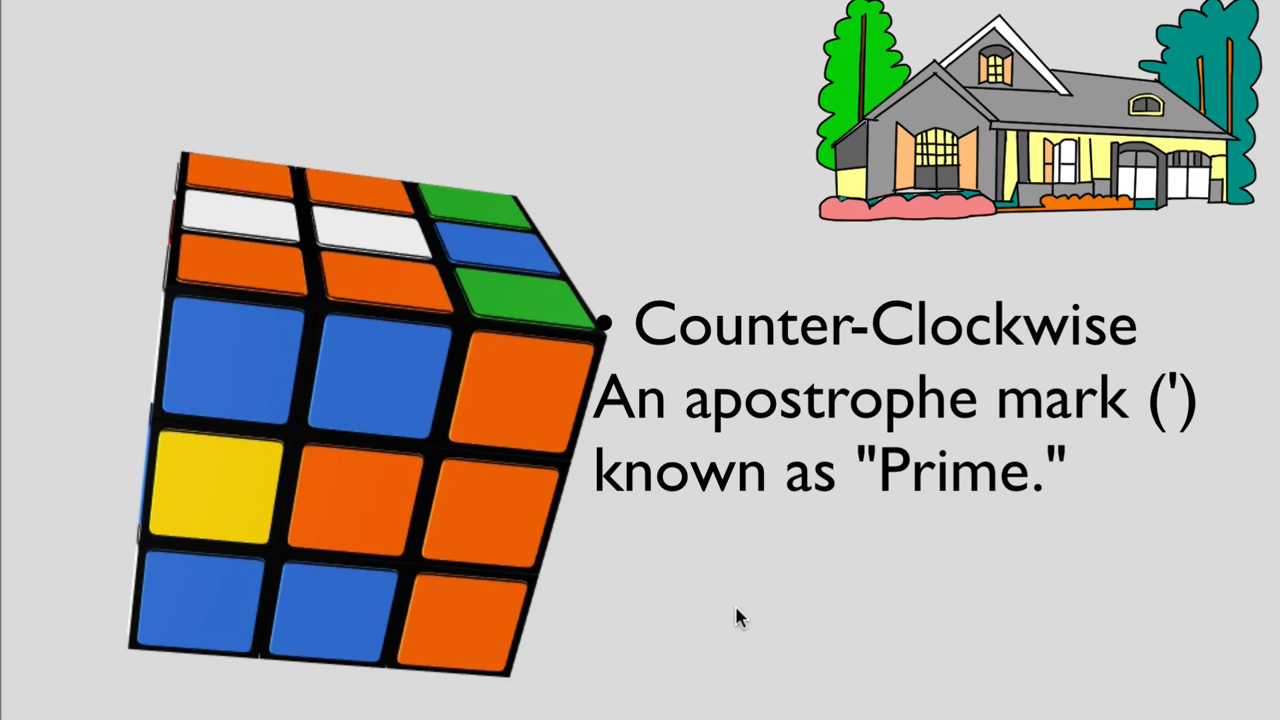 • Counter-Clockwise
An apostrophe mark (')
known as "Prime."